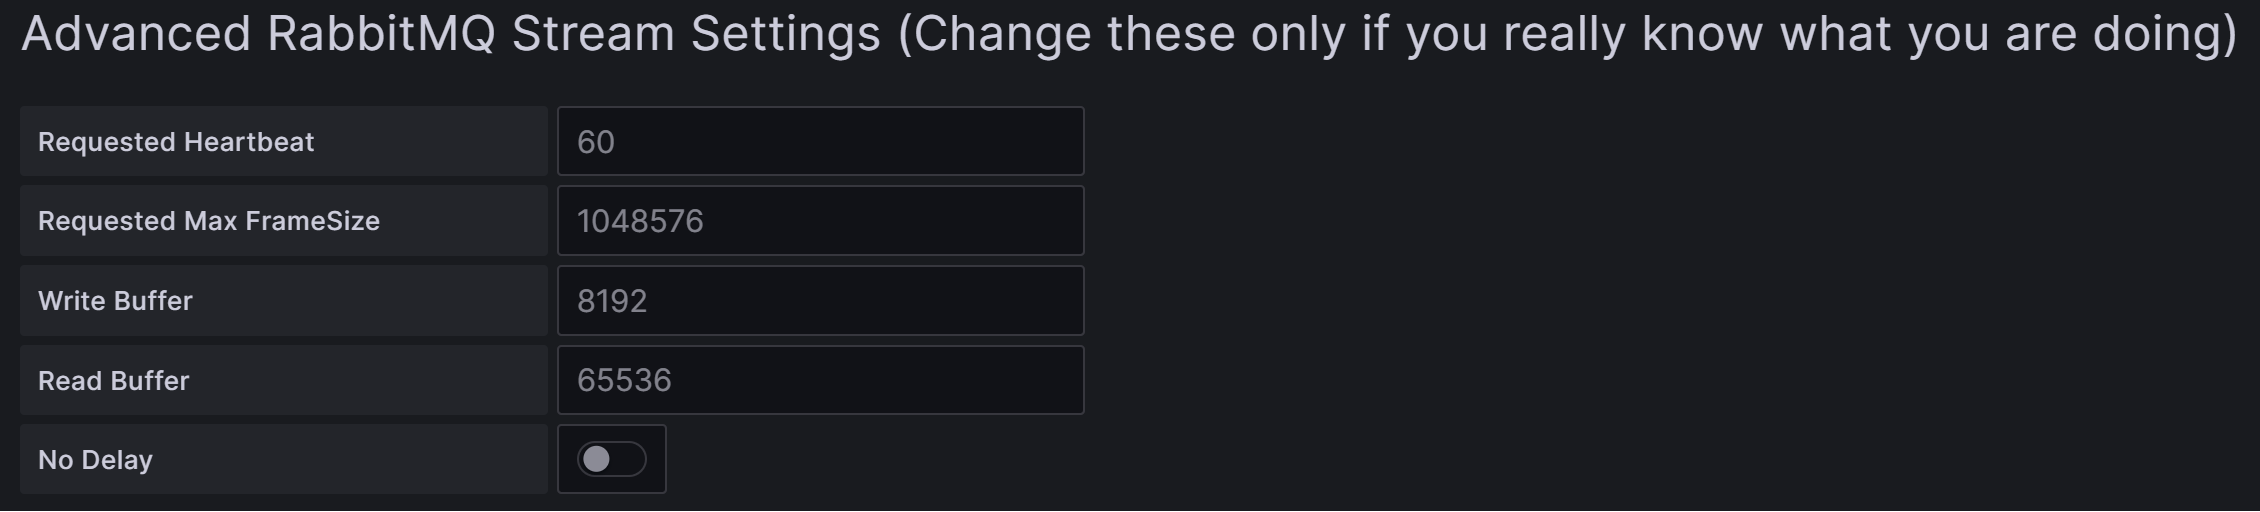 Advanced RabbitMQ Stream Settings (Change these only if you really know what you are doing)
Requested Heartbeat 60
Requested Max FrameSize 1048576
Write Buffer 8192
Read Buffer 65536
No Delay